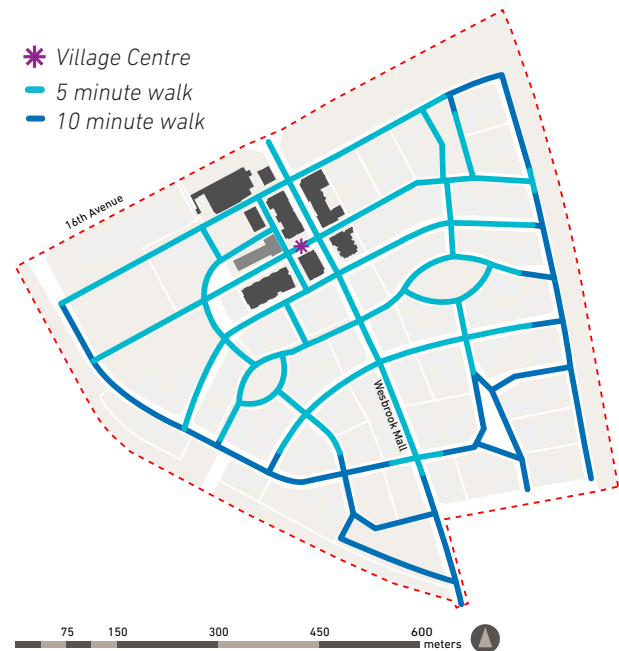 Village Centre
5 minute walk
10 minute walk
16th Avenue
Wesbrook Mall
75 150 300 450 600
meters